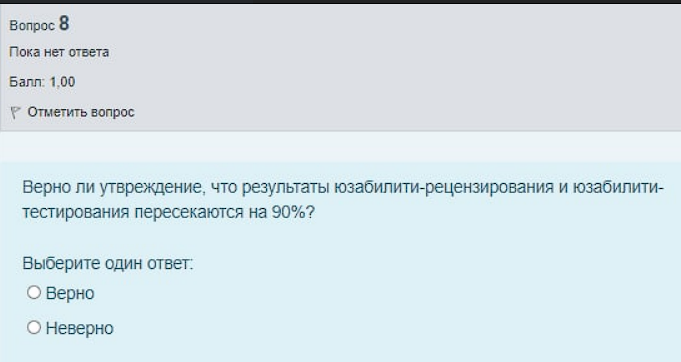 Вопрос 8
Пока нет ответа
Балл: 1,00
Отметить вопрос
Верно ли утвреждение, что результаты юзабилити-рецензирования и юзабилити-
тестирования пересекаются на 90%?
Выберите один ответ:
Верно
Неверно